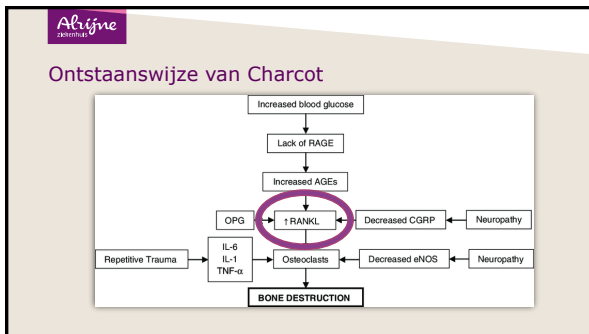 Alrijne
ziekenhuis
Ontstaanswijze van Charcot
Increased blood glucose
Lack of RAGE
Increased AGEs
OPG
↑RANKL
Decreased CGRP
Neuropathy
Repetitive Trauma
IL-6
IL-1
TNF-α
Osteoclasts
Decreased eNOS
Neuropathy
BONE DESTRUCTION